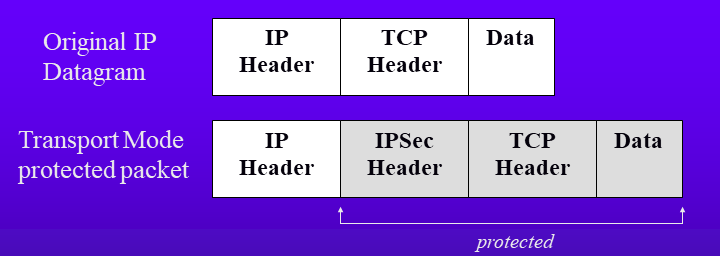 Original IP
Datagram
IP
Header
TCP
Header
Data
Transport Mode
protected packet
IP
Header
IPSec
Header
TCP
Header
Data
protected